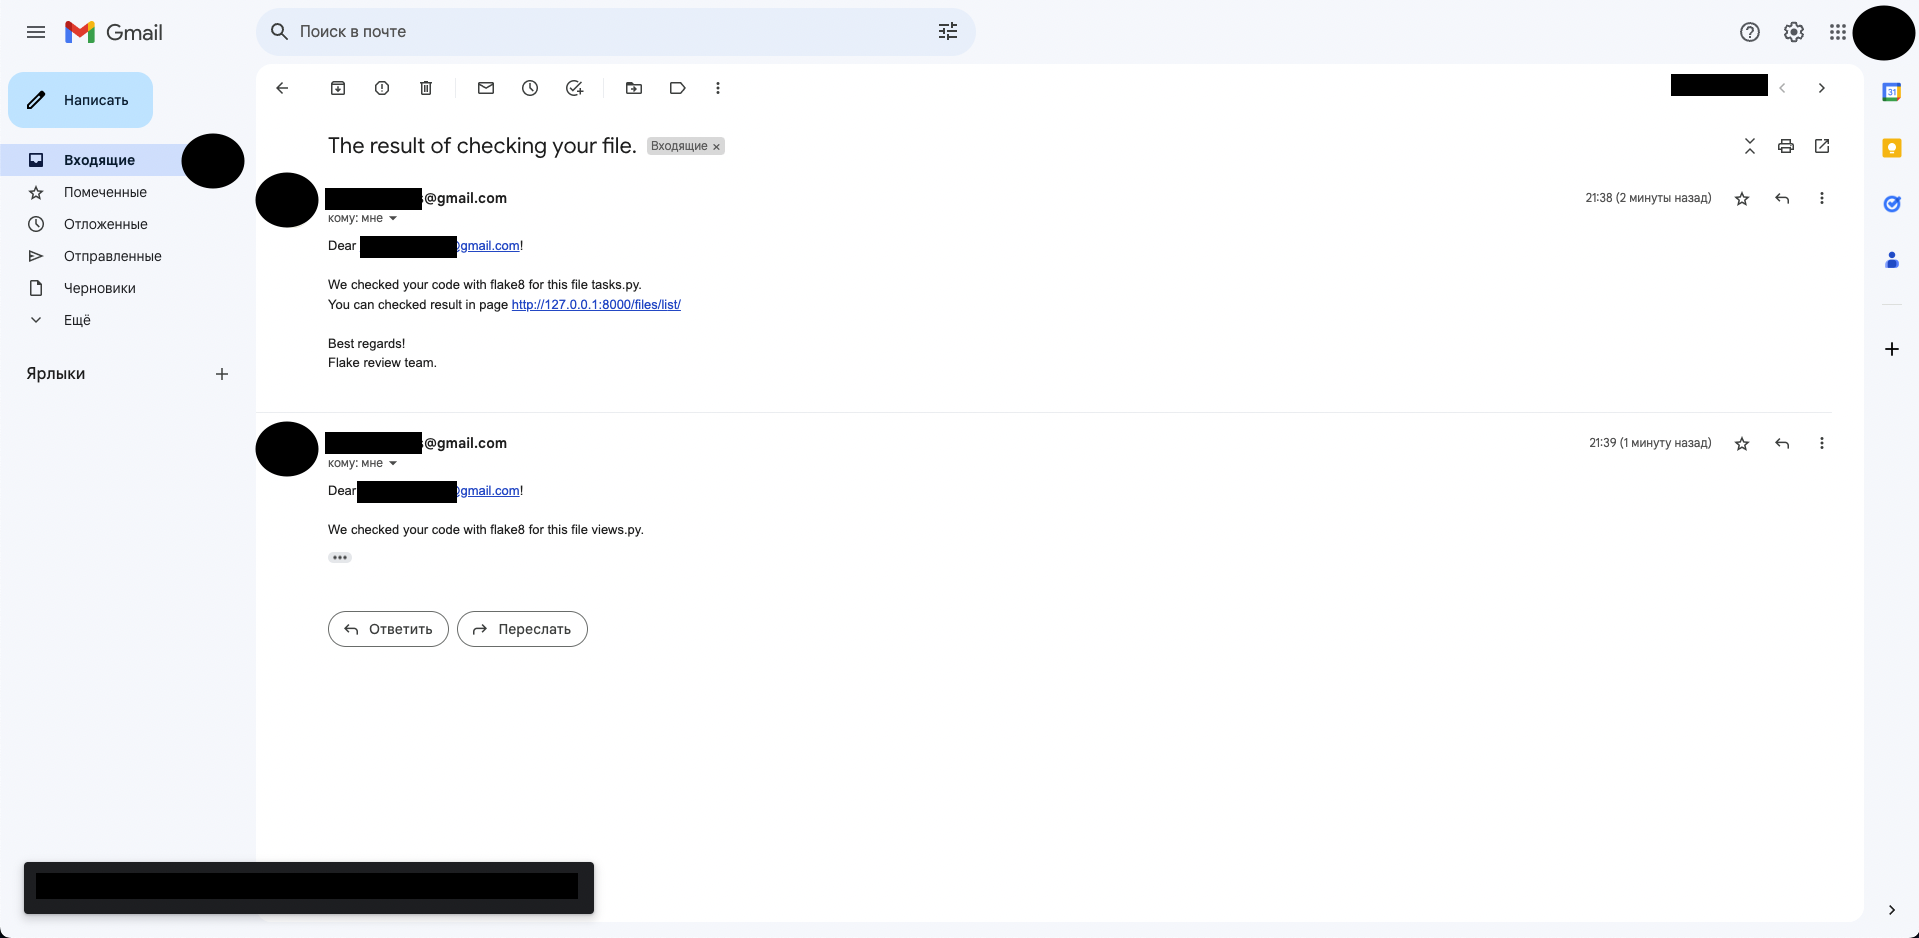 Gmail
Поиск в почте
Написать
Входящие
Помеченные
Отложенные
Отправленные
Черновики
Ещё
Ярлыки
The result of checking your file. Входящие ×
@gmail.com 21:38 (2 минуты назад)
кому: мне
Dear @gmail.com!
We checked your code with flake8 for this file tasks.py.
You can checked result in page http://127.0.0.1:8000/files/list/
Best regards!
Flake review team.
@gmail.com 21:39 (1 минуту назад)
кому: мне
Dear @gmail.com!
We checked your code with flake8 for this file views.py.
Ответить Переслать
31